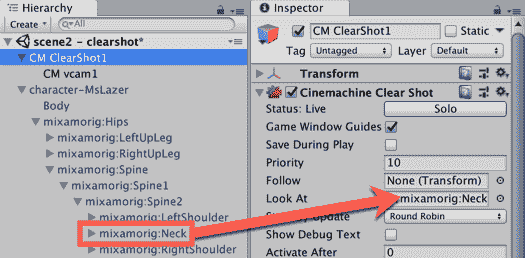 Hierarchy
Create
All
scene2 - clearshot*
CM ClearShot1
CM vcam1
character-MsLazer
Body
mixamorig:Hips
mixamorig:LeftUpLeg
mixamorig:RightUpLeg
mixamorig:Spine
mixamorig:Spine1
mixamorig:Spine2
mixamorig:LeftShoulder
mixamorig:Neck
mixamorig:RightShoulder
Inspector
CM ClearShot1 Static
Tag Untagged Layer Default
Transform
Cinemachine Clear Shot
Status: Live Solo
Game Window Guides
Save During Play
Priority 10
Follow None (Transform)
Look At mixamorig:Neck
Update Round Robin
Show Debug Text
Activate After 0